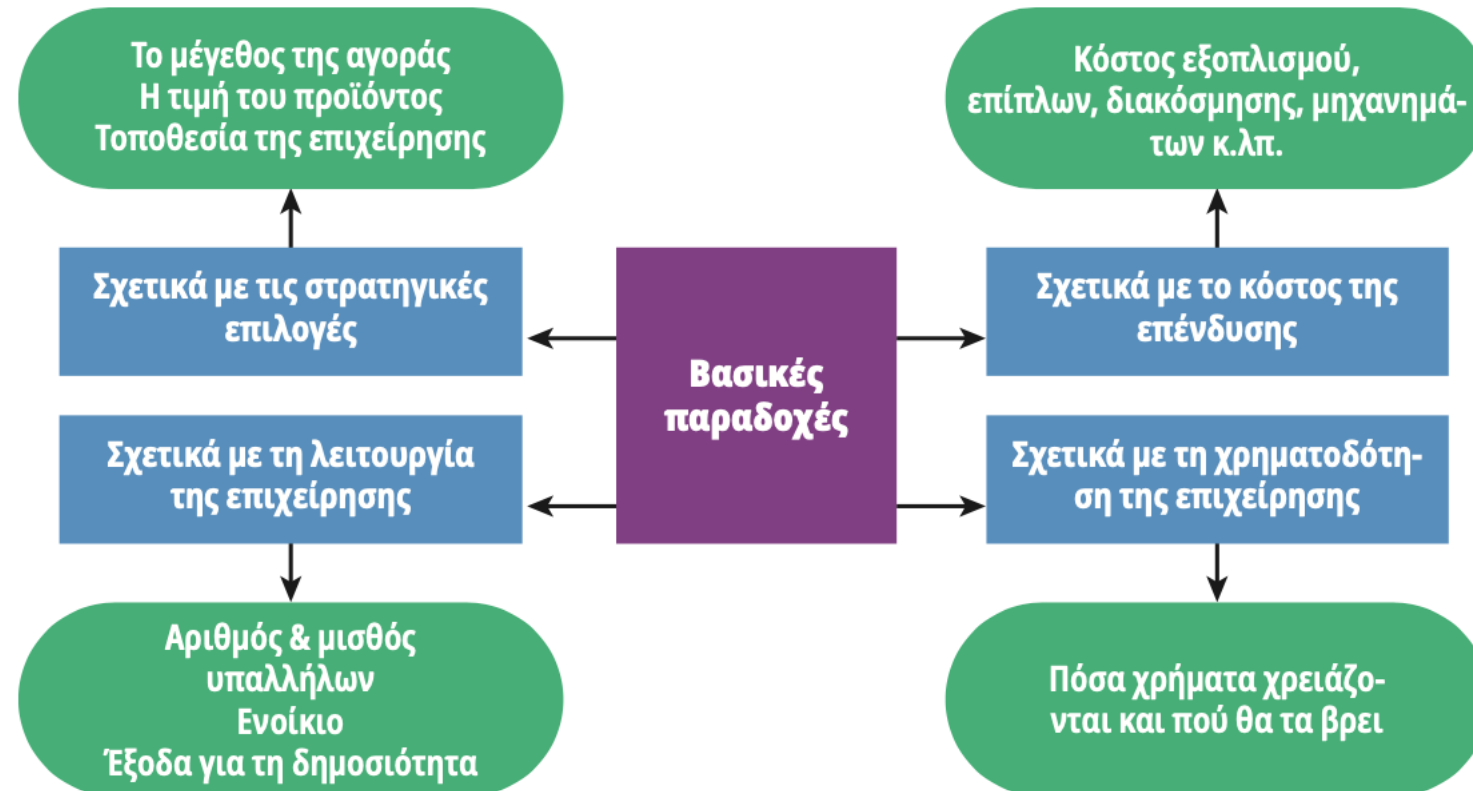 Το μέγεθος της αγοράς
Η τιμή του προϊόντος
Τοποθεσία της επιχείρησης
Κόστος εξοπλισμού,
επίπλων, διακόσμησης, μηχανημά-
των κ.λπ.
Σχετικά με τις στρατηγικές
επιλογές
Βασικές
παραδοχές
Σχετικά με το κόστος της
επένδυσης
Σχετικά με τη λειτουργία
της επιχείρησης
Σχετικά με τη χρηματοδότη-
ση της επιχείρησης
Αριθμός & μισθός
υπαλλήλων
Ενοίκιο
Έξοδα για τη δημοσιότητα
Πόσα χρήματα χρειάζο-
νται και πού θα τα βρει